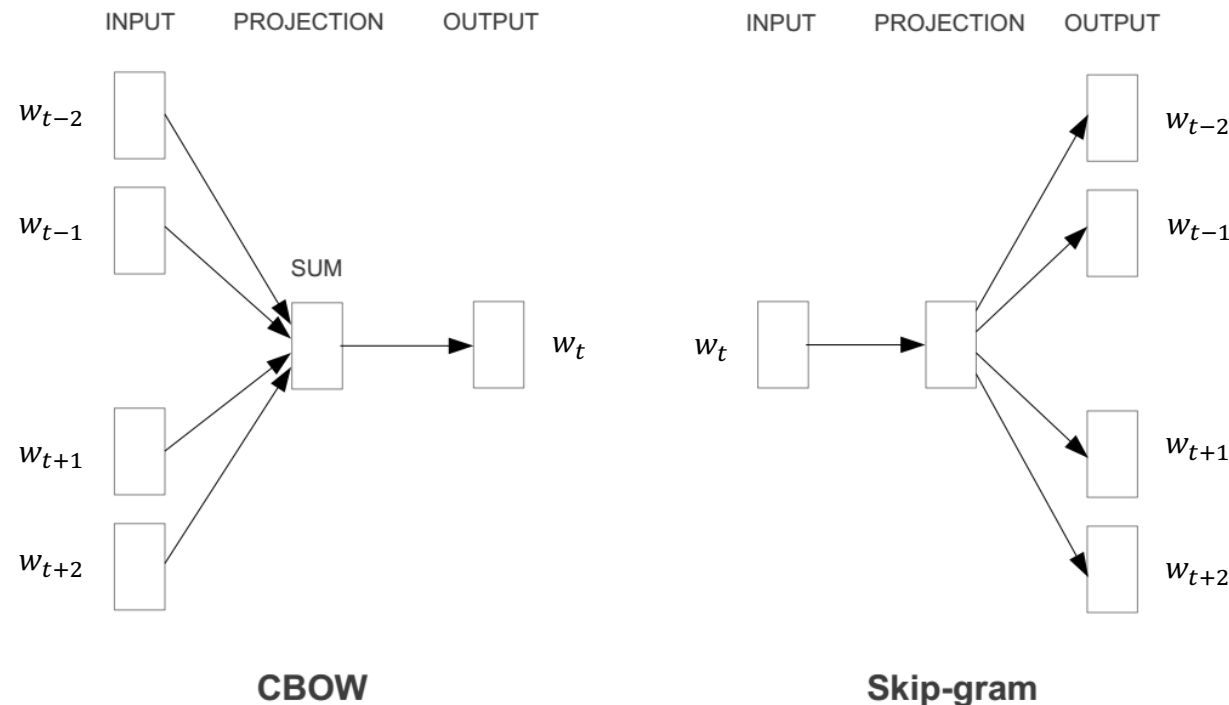 INPUT PROJECTION OUTPUT
w_{t−2}
w_{t−1}
SUM
w_t
w_{t+1}
w_{t+2}
CBOW
INPUT PROJECTION OUTPUT
w_{t−2}
w_{t−1}
w_t
w_{t+1}
w_{t+2}
Skip-gram